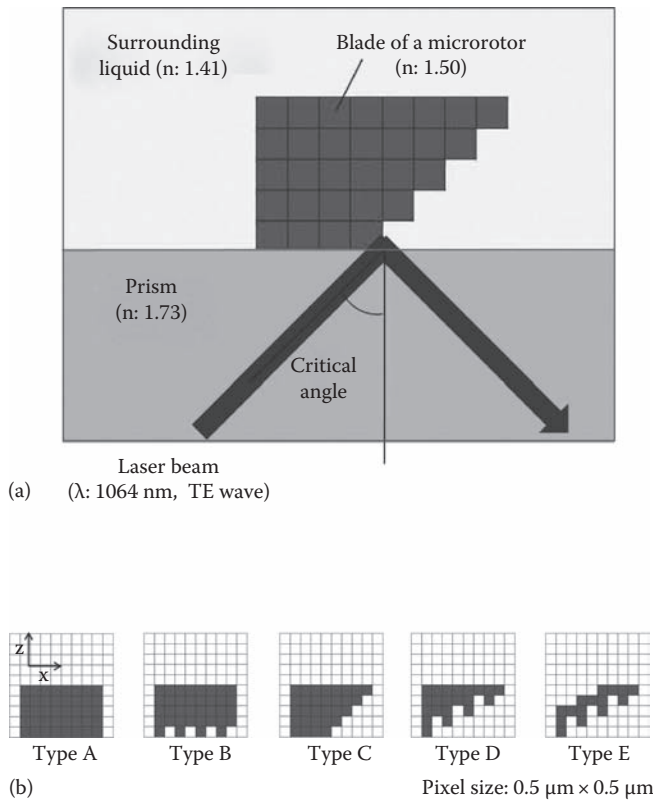 Surrounding
liquid (n: 1.41)
Blade of a microrotor
(n: 1.50)
Prism
(n: 1.73)
Critical
angle
Laser beam
(λ: 1064 nm, TE wave)
(a)
z
x
Type A
Type B
Type C
Type D
Type E
(b)
Pixel size: 0.5 μm × 0.5 μm